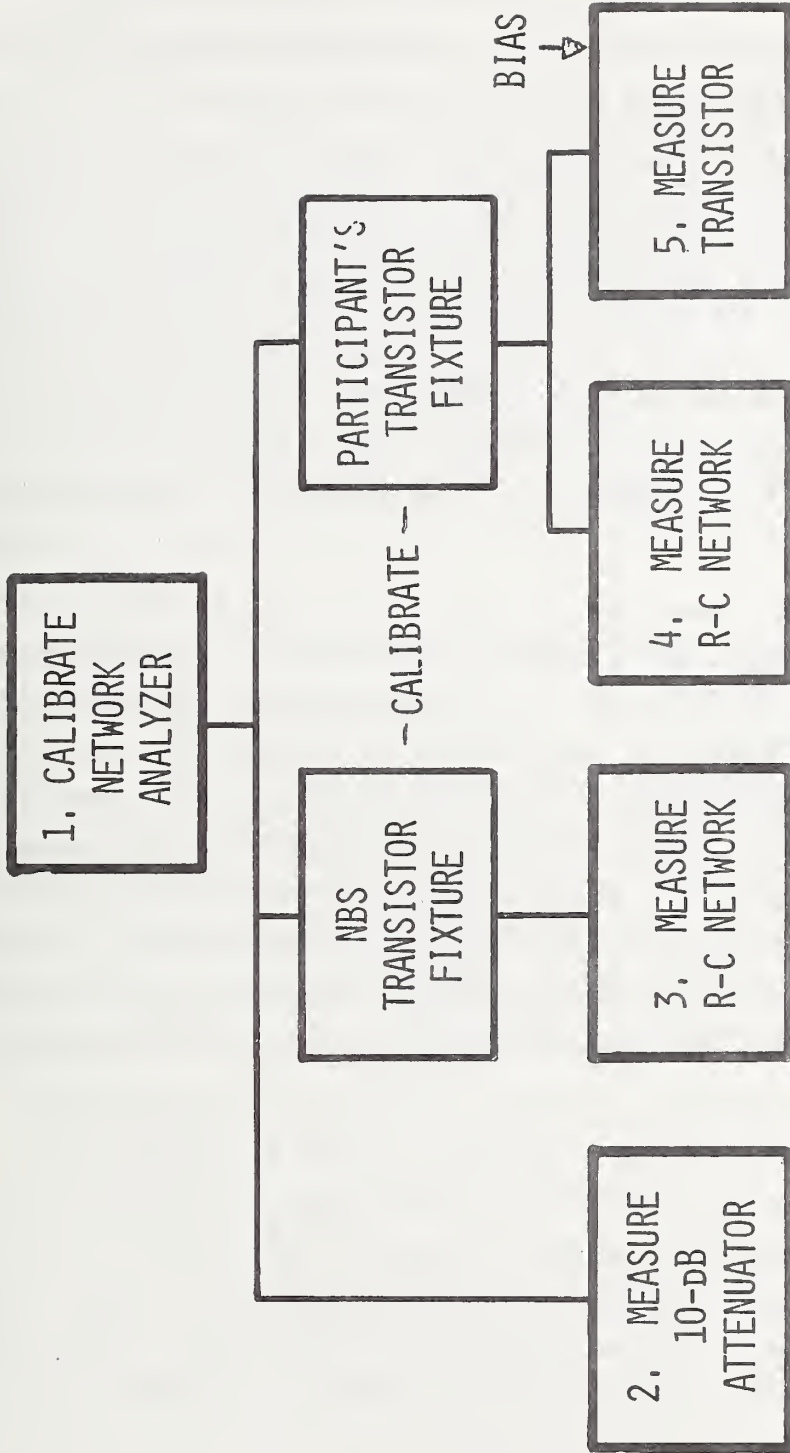 1. CALIBRATE
NETWORK
ANALYZER
NBS
TRANSISTOR
FIXTURE
-CALIBRATE-
PARTICIPANT'S
TRANSISTOR
FIXTURE
BIAS
2. MEASURE
10-DB
ATTENUATOR
3. MEASURE
R-C NETWORK
4. MEASURE
R-C NETWORK
5. MEASURE
TRANSISTOR